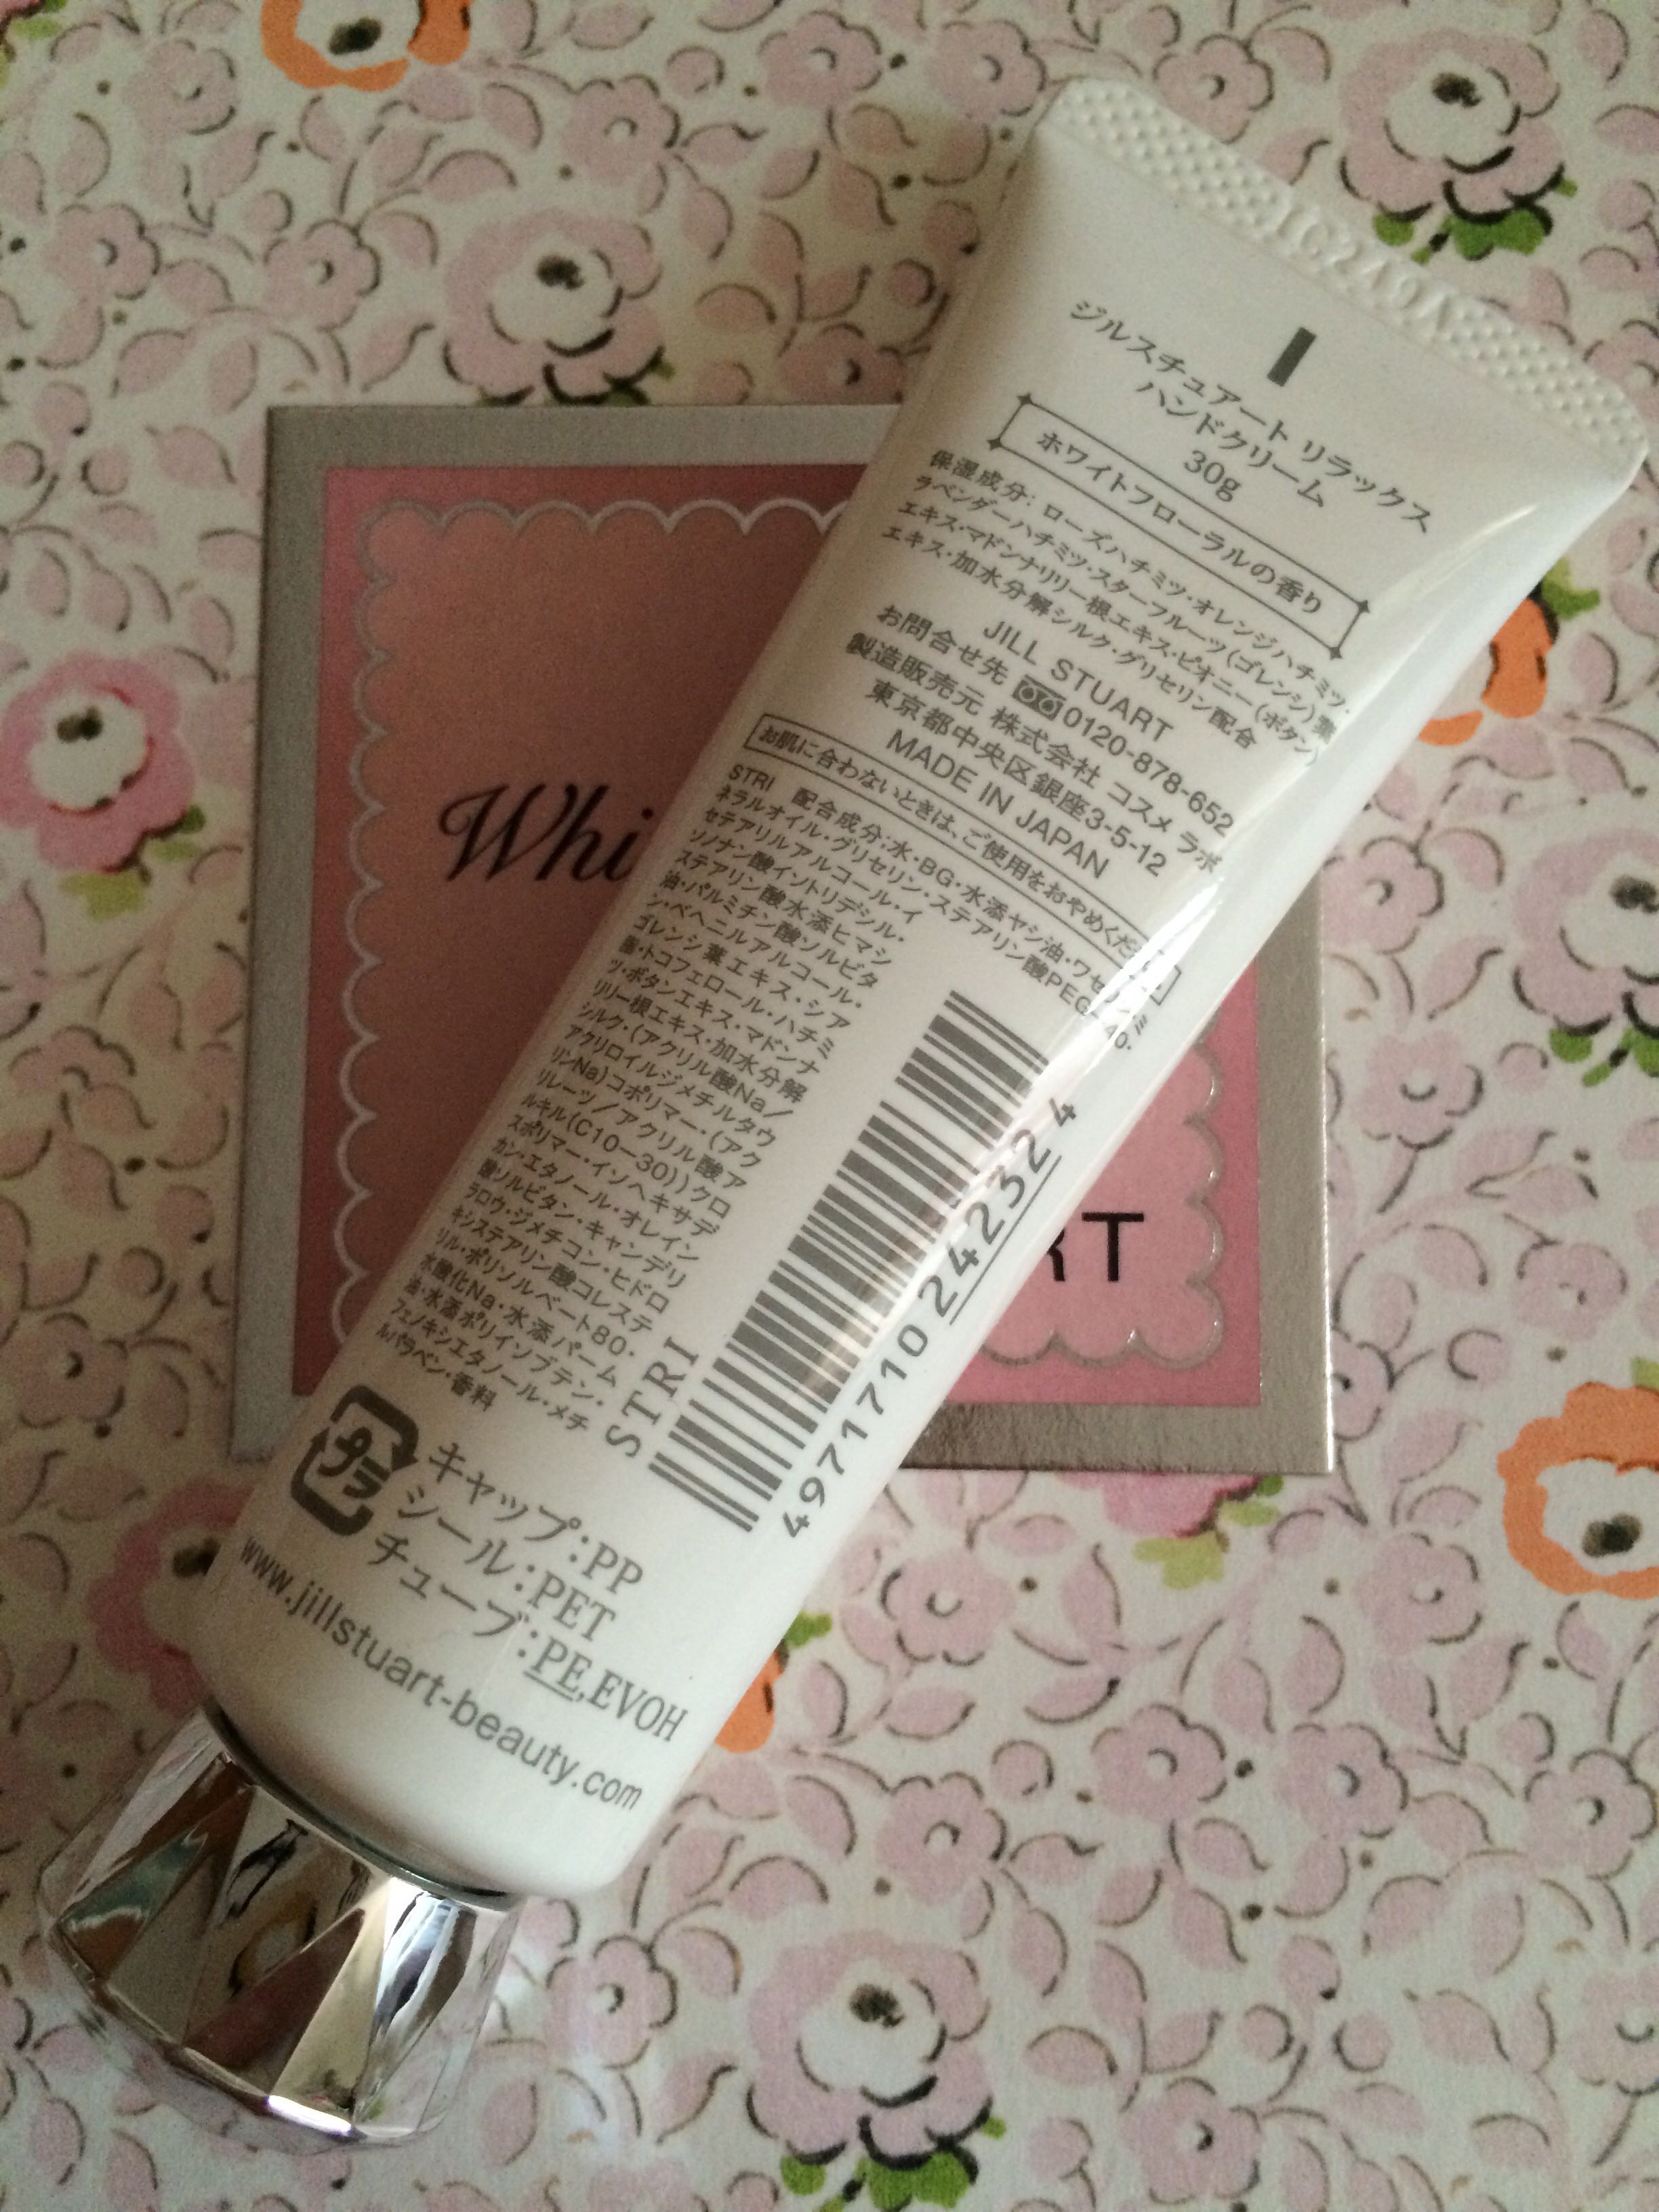 JC249N
ジルスチュアート リラックス
ハンドクリーム
30g
ホワイトフローラルの香り
保湿成分：ローズハチミツ・オレンジハチミツ・
ラベンダーハチミツ・スターフルーツ(ゴレンシ)葉
エキス・マドンナリリー根エキス・ピオニー(ボタン)
エキス・加水分解シルク・グリセリン配合
JILL STUART
お問合せ先 0120-878-652
製造販売元 株式会社 コスメ ラボ
東京都中央区銀座3-5-12
MADE IN JAPAN
お肌に合わないときは、ご使用をおやめください。
STRI 配合成分:水・BG・水添ヤシ油・ワセリン・ミ
ネラルオイル・グリセリン・ステアリン酸PEG-40・
セテアリルアルコール・イ
ソノナン酸イソトリデシル・
ステアリン酸水添ヒマシ
油・パルミチン酸ソルビタ
ン・ベヘニルアルコール・
ゴレンシ葉エキス・シア
脂・トコフェロール・ハチミ
ツ・ボタンエキス・マドンナ
リリー根エキス・加水分解
シルク・(アクリル酸Na／
アクリロイルジメチルタウ
リンNa)コポリマー・(アク
リレーツ／アクリル酸ア
ルキル(C10-30))クロ
スポリマー・イソヘキサデ
カン・エタノール・オレイン
酸ソルビタン・キャンデリ
ラロウ・ジメチコン・ヒドロ
キシステアリン酸コレステ
リル・ポリソルベート80・
水酸化Na・水添パーム
油・水添ポリイソブテン・
フェノキシエタノール・メチ
ルパラベン・香料
STRI
4971710 242324
プラ
キャップ：PP
シール：PET
チューブ：PE,EVOH
www.jillstuart-beauty.com
Whi
RT